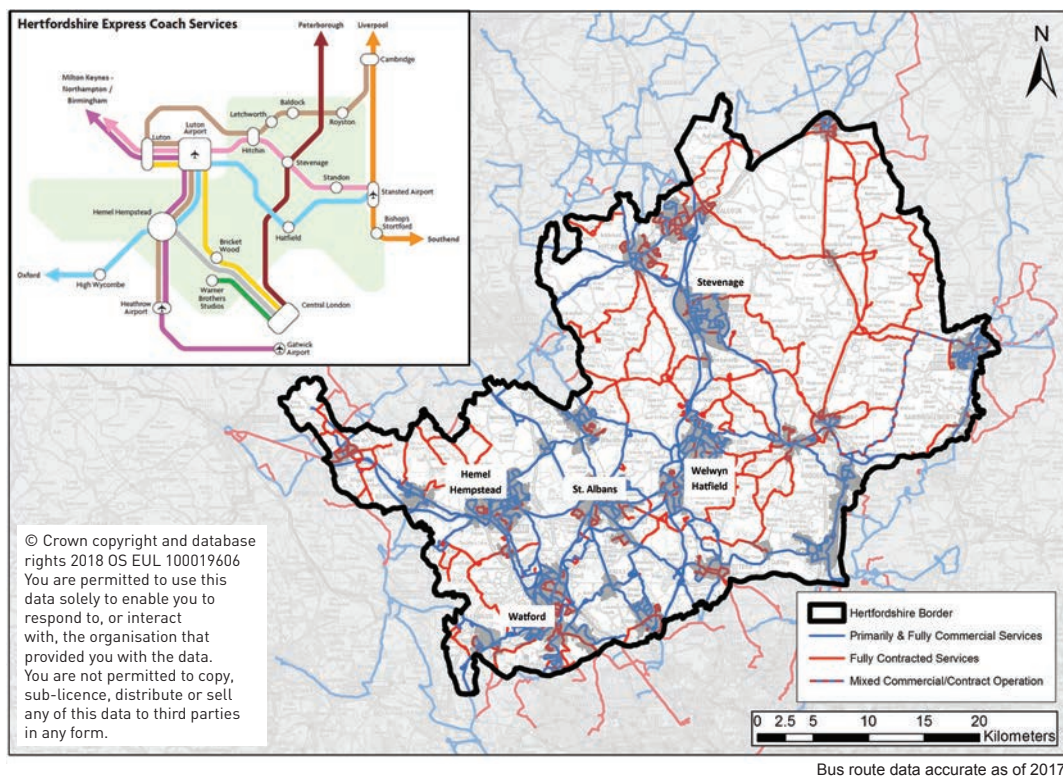 Hertfordshire Express Coach Services
Peterborough
Liverpool
Cambridge
Milton Keynes -
Northampton /
Birmingham
Luton
Luton
Airport
Letchworth
Baldock
Royston
Hitchin
Stevenage
Standon
Stansted Airport
Hemel Hempstead
Hatfield
Bishop's
Stortford
Southend
Bricket
Wood
Oxford
High Wycombe
Warner
Brothers
Studios
Central London
Heathrow
Airport
Gatwick
Airport
N
Stevenage
Hemel
Hempstead
St. Albans
Welwyn
Hatfield
Watford
© Crown copyright and database
rights 2018 OS EUL 100019606
You are permitted to use this
data solely to enable you to
respond to, or interact
with, the organisation that
provided you with the data.
You are not permitted to copy,
sub-licence, distribute or sell
any of this data to third parties
in any form.
Hertfordshire Border
Primarily & Fully Commercial Services
Fully Contracted Services
Mixed Commercial/Contract Operation
0 2.5 5 10 15 20
Kilometers
Bus route data accurate as of 2017